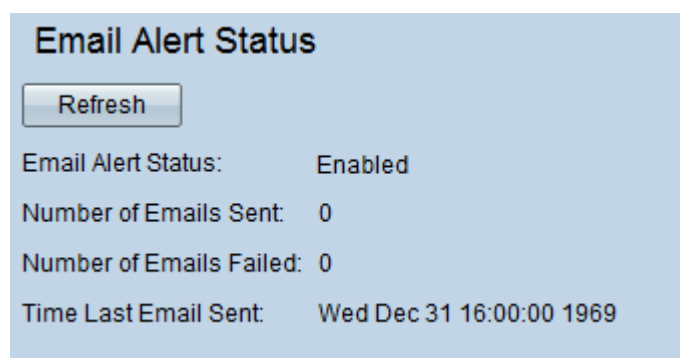 Email Alert Status
Refresh
Email Alert Status: Enabled
Number of Emails Sent: 0
Number of Emails Failed: 0
Time Last Email Sent: Wed Dec 31 16:00:00 1969